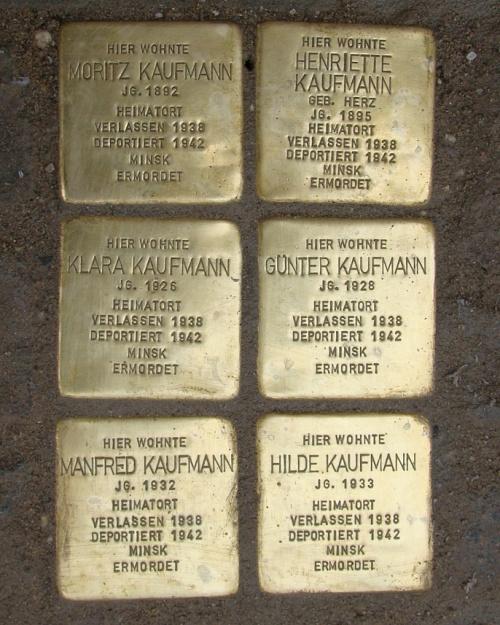 HIER WOHNTE
MORITZ KAUFMANN
JG. 1892
HEIMATORT
VERLASSEN 1938
DEPORTIERT 1942
MINSK
ERMORDET
HIER WOHNTE
HENRIETTE
KAUFMANN
GEB. HERZ
JG. 1895
HEIMATORT
VERLASSEN 1938
DEPORTIERT 1942
MINSK
ERMORDET
HIER WOHNTE
KLARA KAUFMANN
JG. 1926
HEIMATORT
VERLASSEN 1938
DEPORTIERT 1942
MINSK
ERMORDET
HIER WOHNTE
GÜNTER KAUFMANN
JG. 1928
HEIMATORT
VERLASSEN 1938
DEPORTIERT 1942
MINSK
ERMORDET
HIER WOHNTE
MANFRED KAUFMANN
JG. 1932
HEIMATORT
VERLASSEN 1938
DEPORTIERT 1942
MINSK
ERMORDET
HIER WOHNTE
HILDE KAUFMANN
JG. 1933
HEIMATORT
VERLASSEN 1938
DEPORTIERT 1942
MINSK
ERMORDET